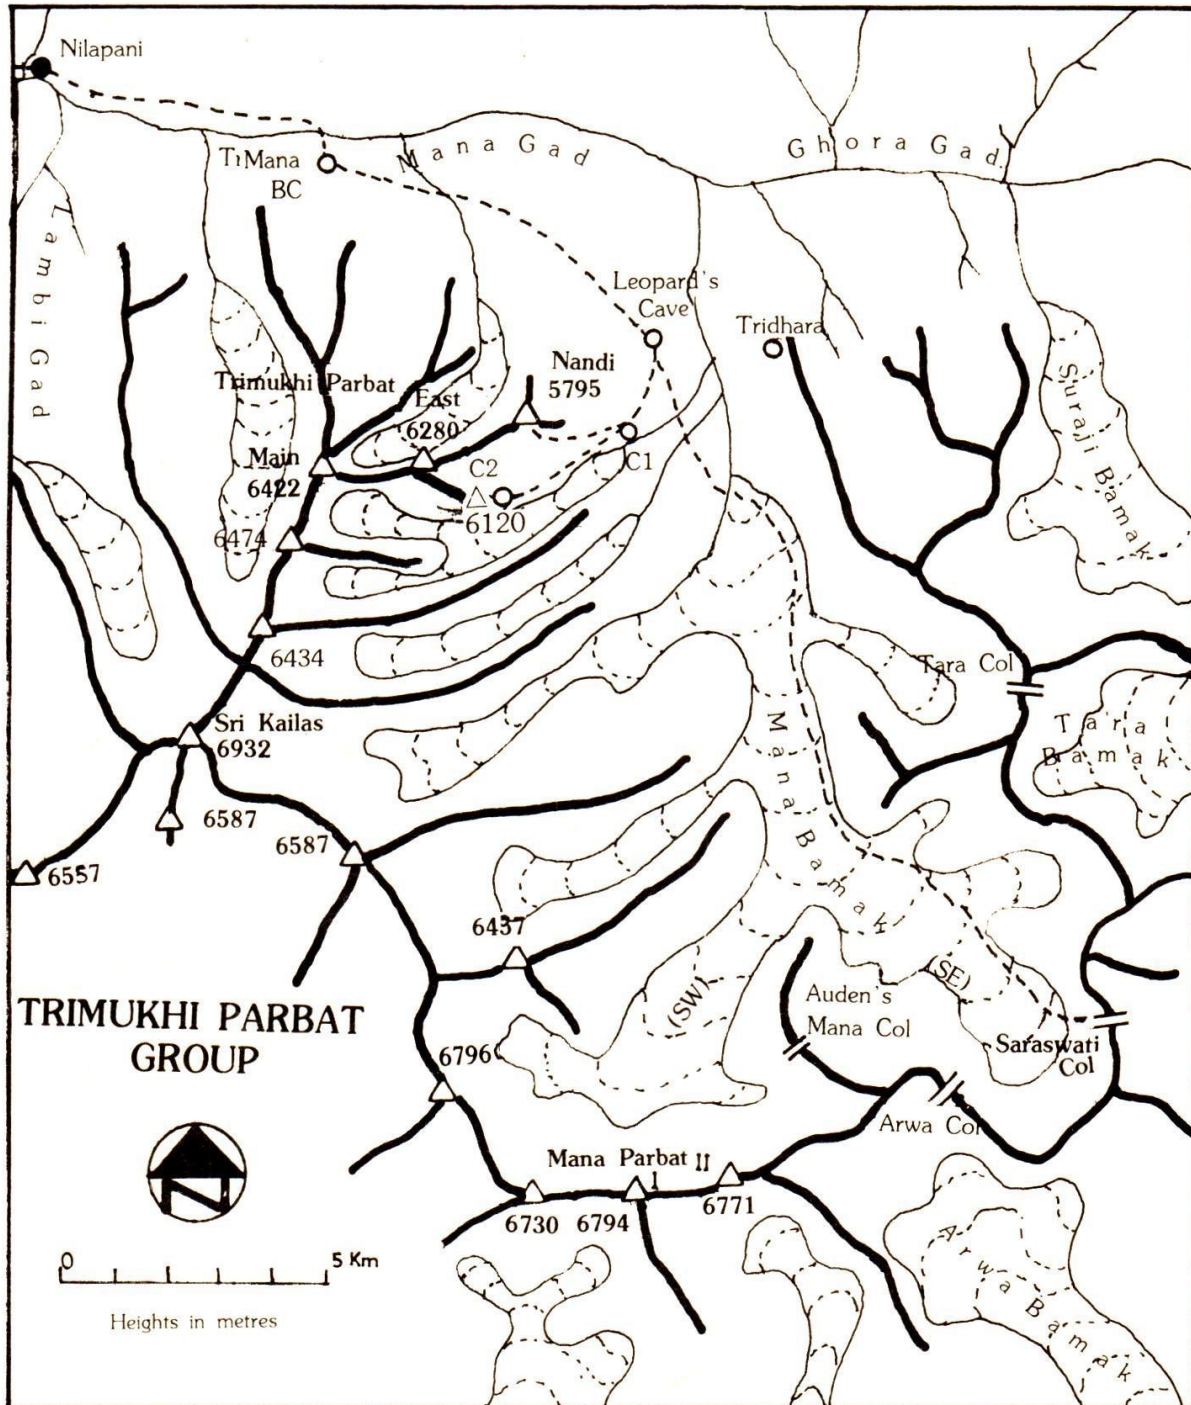 Nilapani
TrMana
BC
Mana Gad
Ghora Gad.
Lambi Gad
Leopard's
Cave
Tridhara
Nandi
5795
Trimukhi Parbat
East
6280
Suraji Bamak
Main
6422
C2
C1
6120
6474
6434
Tara Col
Sri Kailas
6932
Tara
Bamak
Mana Bamak
6587
6587
6557
6437
(SW)
(SE)
Auden's
Mana Col
Saraswati
Col
TRIMUKHI PARBAT
GROUP
6796
Arwa Col
Mana Parbat II
I
6730
6794
6771
Arwa Bamak
N
0
5 Km
Heights in metres